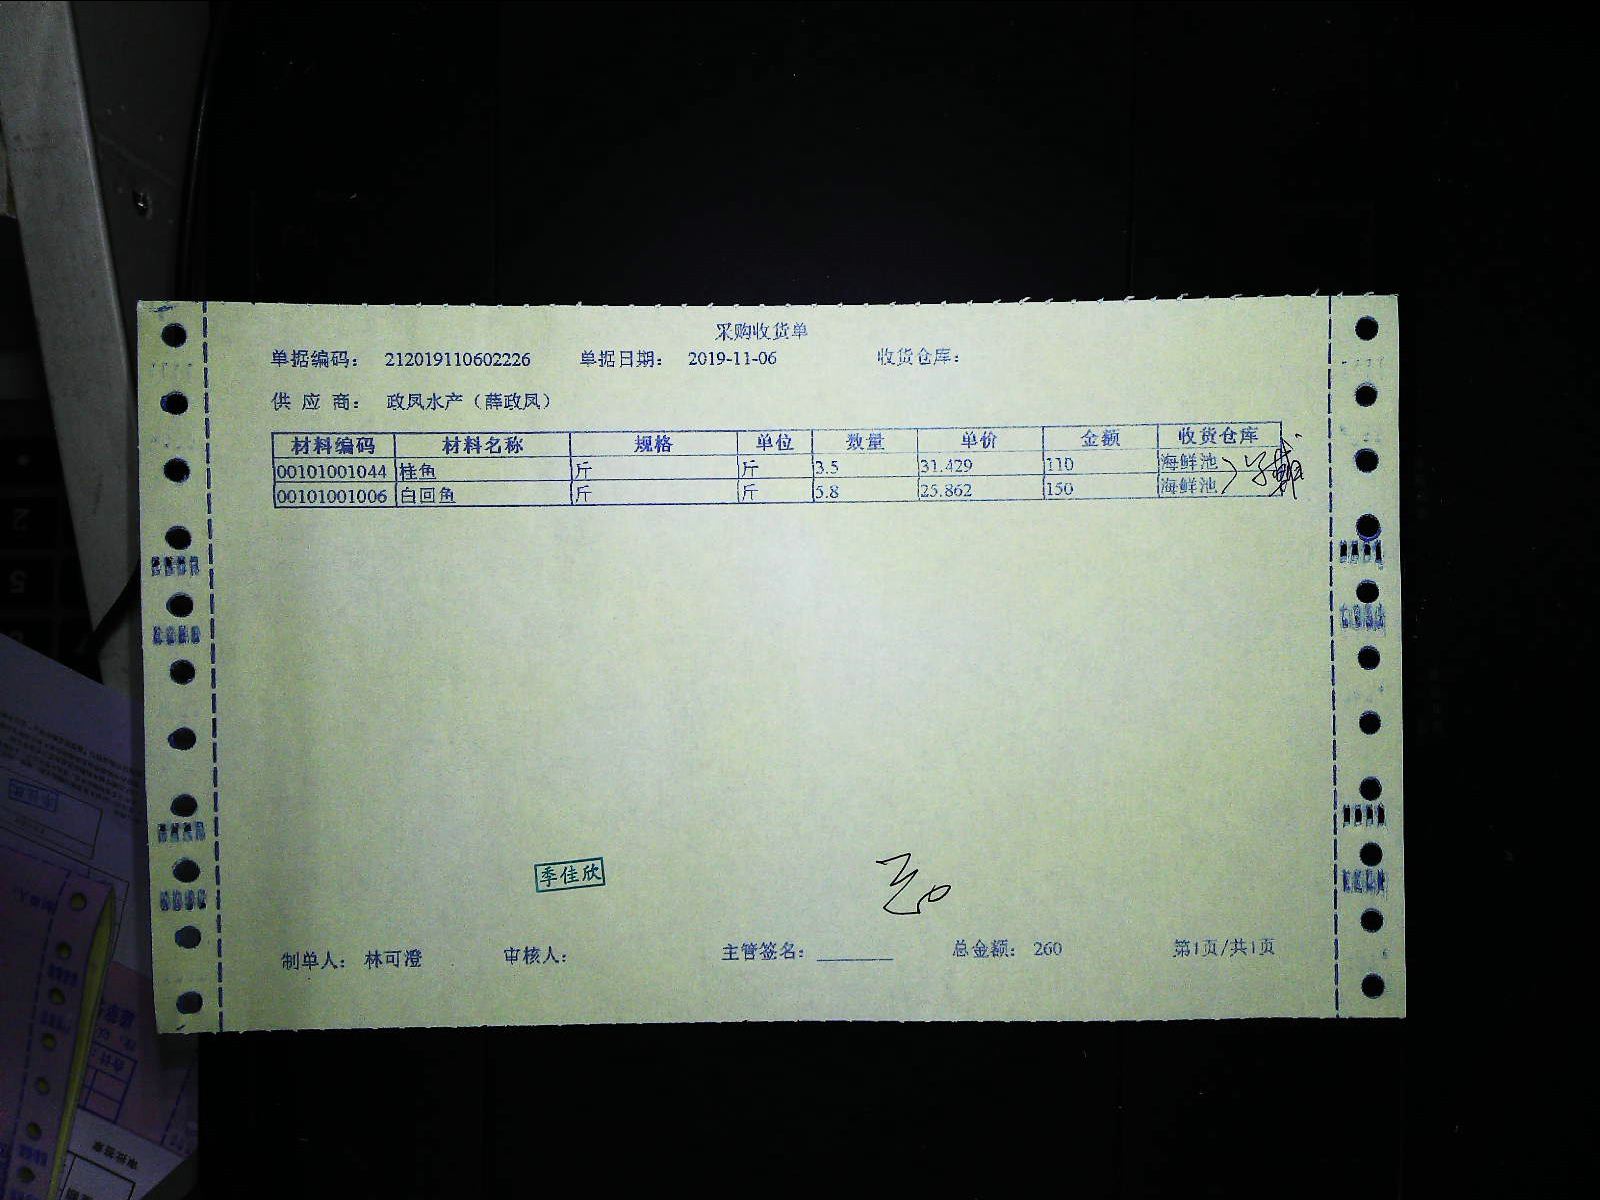 采购收货单
单据编码： 212019110602226 单据日期： 2019-11-06 收货仓库：
供 应 商： 政凤水产（薛政凤）
材料编码 材料名称 规格 单位 数量 单价 金额 收货仓库
00101001044 桂鱼 斤 斤 3.5 31.429 110 海鲜池
00101001006 白回鱼 斤 斤 5.8 25.862 150 海鲜池
季佳欣
制单人： 林可澄 审核人： 主管签名： 总金额： 260 第1页/共1页